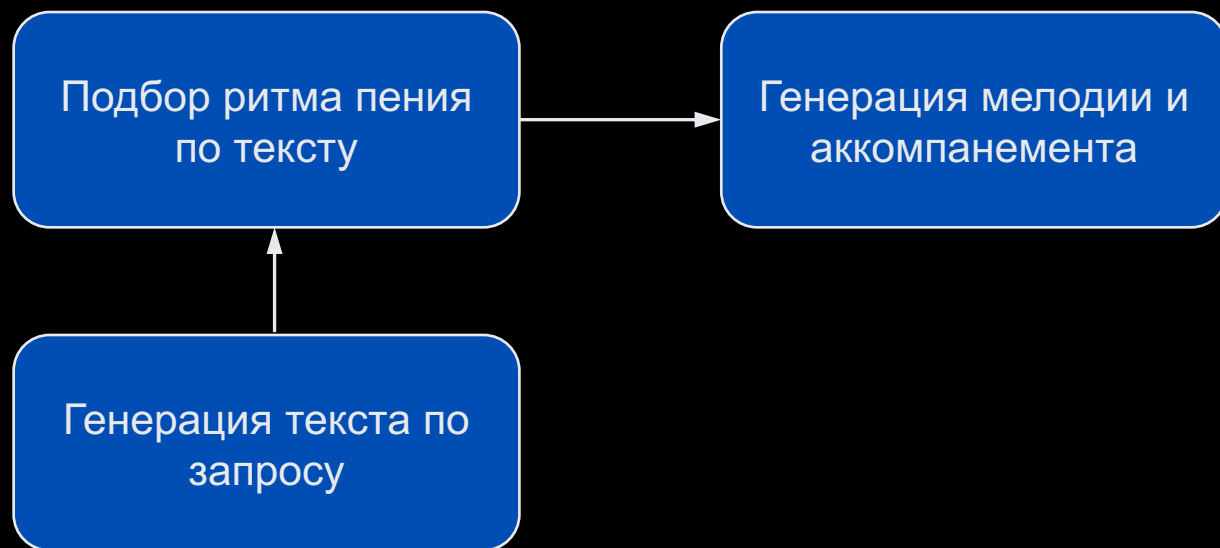 Подбор ритма пения
по тексту
Генерация мелодии и
аккомпанемента
Генерация текста по
запросу